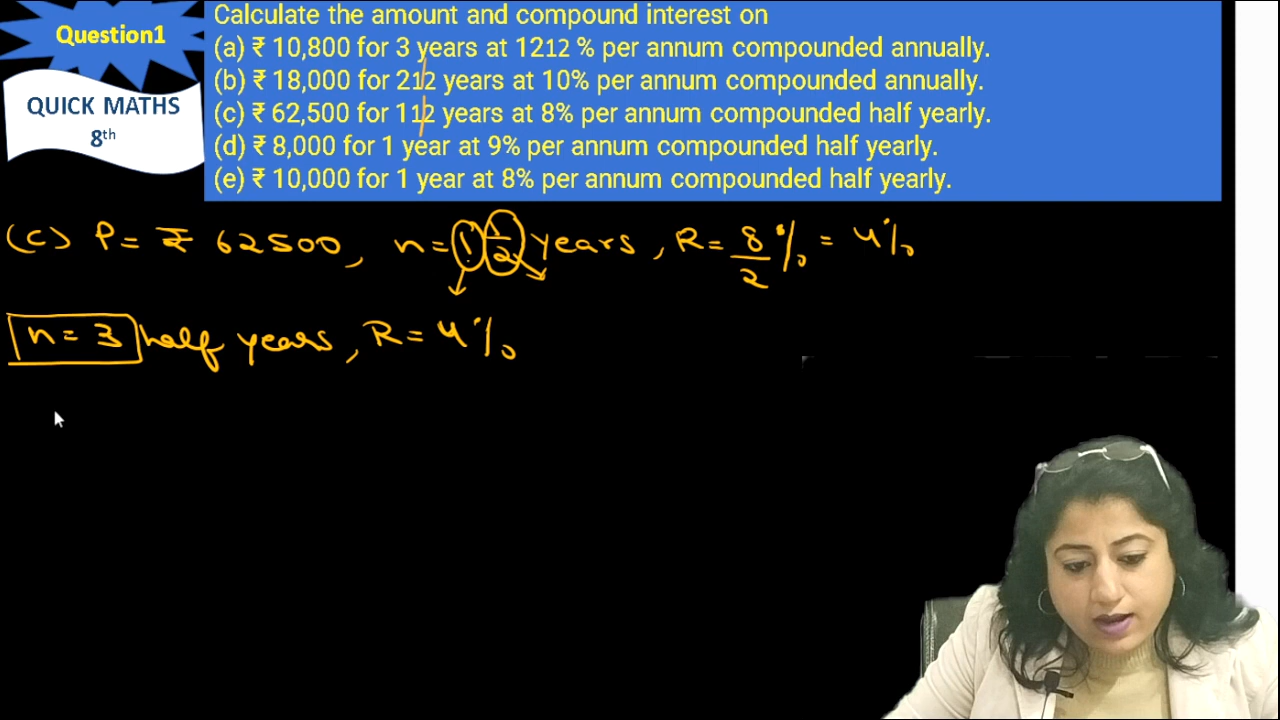 Question1
QUICK MATHS
8th
Calculate the amount and compound interest on
(a) ₹ 10,800 for 3 years at 1212 % per annum compounded annually.
(b) ₹ 18,000 for 212 years at 10% per annum compounded annually.
(c) ₹ 62,500 for 112 years at 8% per annum compounded half yearly.
(d) ₹ 8,000 for 1 year at 9% per annum compounded half yearly.
(e) ₹ 10,000 for 1 year at 8% per annum compounded half yearly.
(c) P = ₹ 62500, n = 1 1/2 years, R = 8/2 % = 4%
n = 3 half years, R = 4%